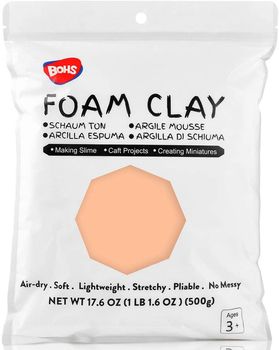 BOHS
FOAM CLAY
•SCHAUM TON •ARGILE MOUSSE
•ARCILLA ESPUMA •ARGILLA DI SCHIUMA
• Making Slime • Caft Projects • Creating Miniatures
Air-dry . Soft . Lightweight . Stretchy . Pliable . No Messy
NET WT 17.6 OZ (1 LB 1.6 OZ ) (500g)
Ages
3+